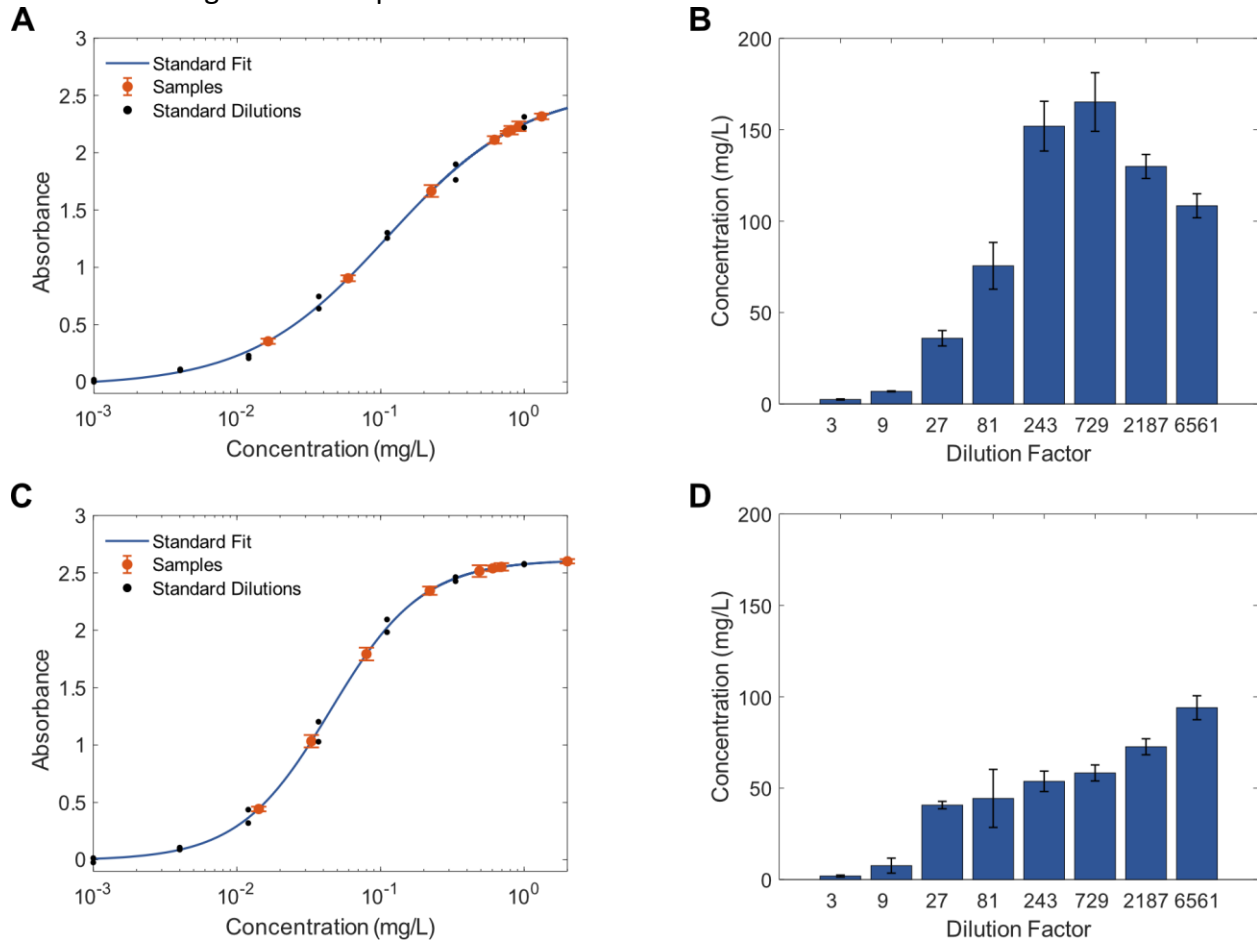 A
3
2.5
2
1.5
1
0.5
0
Absorbance
Standard Fit
Samples
Standard Dilutions
10-3
10-2
10-1
100
Concentration (mg/L)
B
200
150
100
50
0
Concentration (mg/L)
3 9 27 81 243 729 2187 6561
Dilution Factor
C
3
2.5
2
1.5
1
0.5
0
Absorbance
Standard Fit
Samples
Standard Dilutions
10-3
10-2
10-1
100
Concentration (mg/L)
D
200
150
100
50
0
Concentration (mg/L)
3 9 27 81 243 729 2187 6561
Dilution Factor